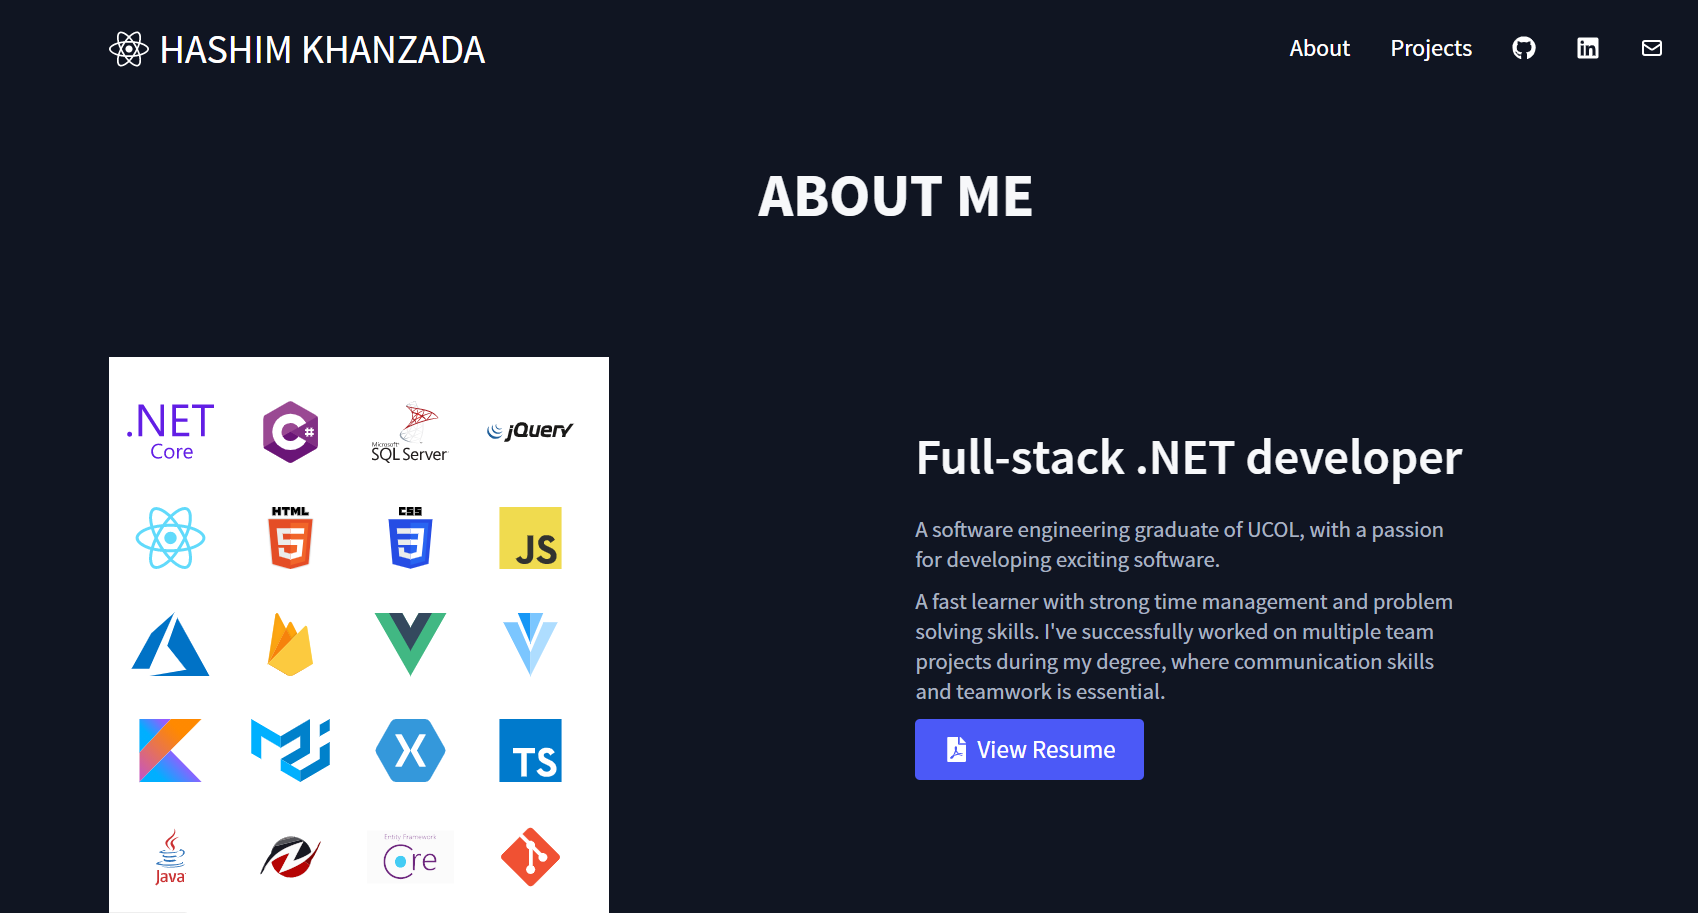 HASHIM KHANZADA
About
Projects
in
ABOUT ME
.NET
Core
C#
Microsoft
SQL Server
jQuery
HTML
5
CSS
3
JS
X
TS
Java
Entity Framework
Core
Full-stack .NET developer
A software engineering graduate of UCOL, with a passion
for developing exciting software.
A fast learner with strong time management and problem
solving skills. I've successfully worked on multiple team
projects during my degree, where communication skills
and teamwork is essential.
View Resume